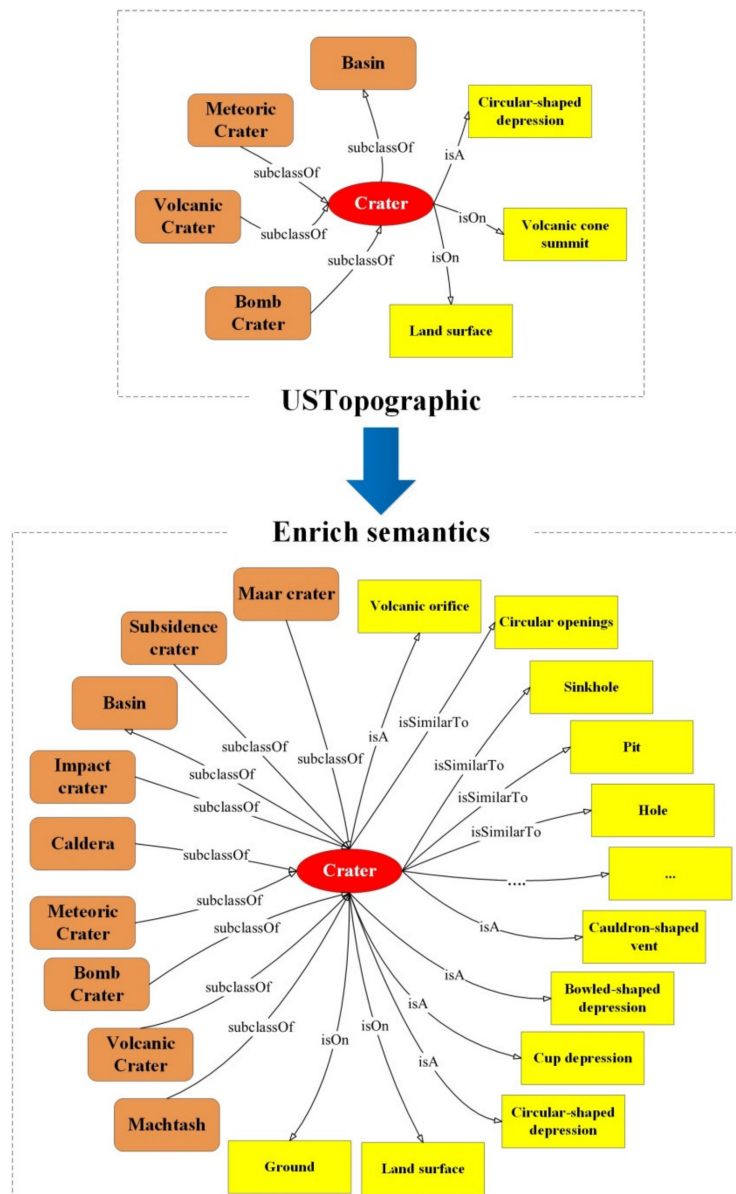 Basin
Meteoric
Crater
Circular-shaped
depression
subclassOf
isA
subclassOf
Crater
Volcanic
Crater
subclassOf
isOn
Volcanic cone
summit
subclassOf
isOn
Bomb
Crater
Land surface
USTopographic
Enrich semantics
Maar crater
Volcanic orifice
Circular openings
Subsidence
crater
Sinkhole
Basin
isSimilarTo
isA
subclassOf
subclassOf
Pit
subclassOf
isSimilarTo
Impact
crater
isSimilarTo
subclassOf
Hole
isSimilarTo
Caldera
subclassOf
Crater
....
...
Meteoric
Crater
subclassOf
isA
Cauldron-shaped
vent
subclassOf
Bomb
Crater
isA
Bowled-shaped
depression
subclassOf
isA
Volcanic
Crater
subclassOf
isOn
isOn
Cup depression
isA
Machtash
Circular-shaped
depression
Ground
Land surface